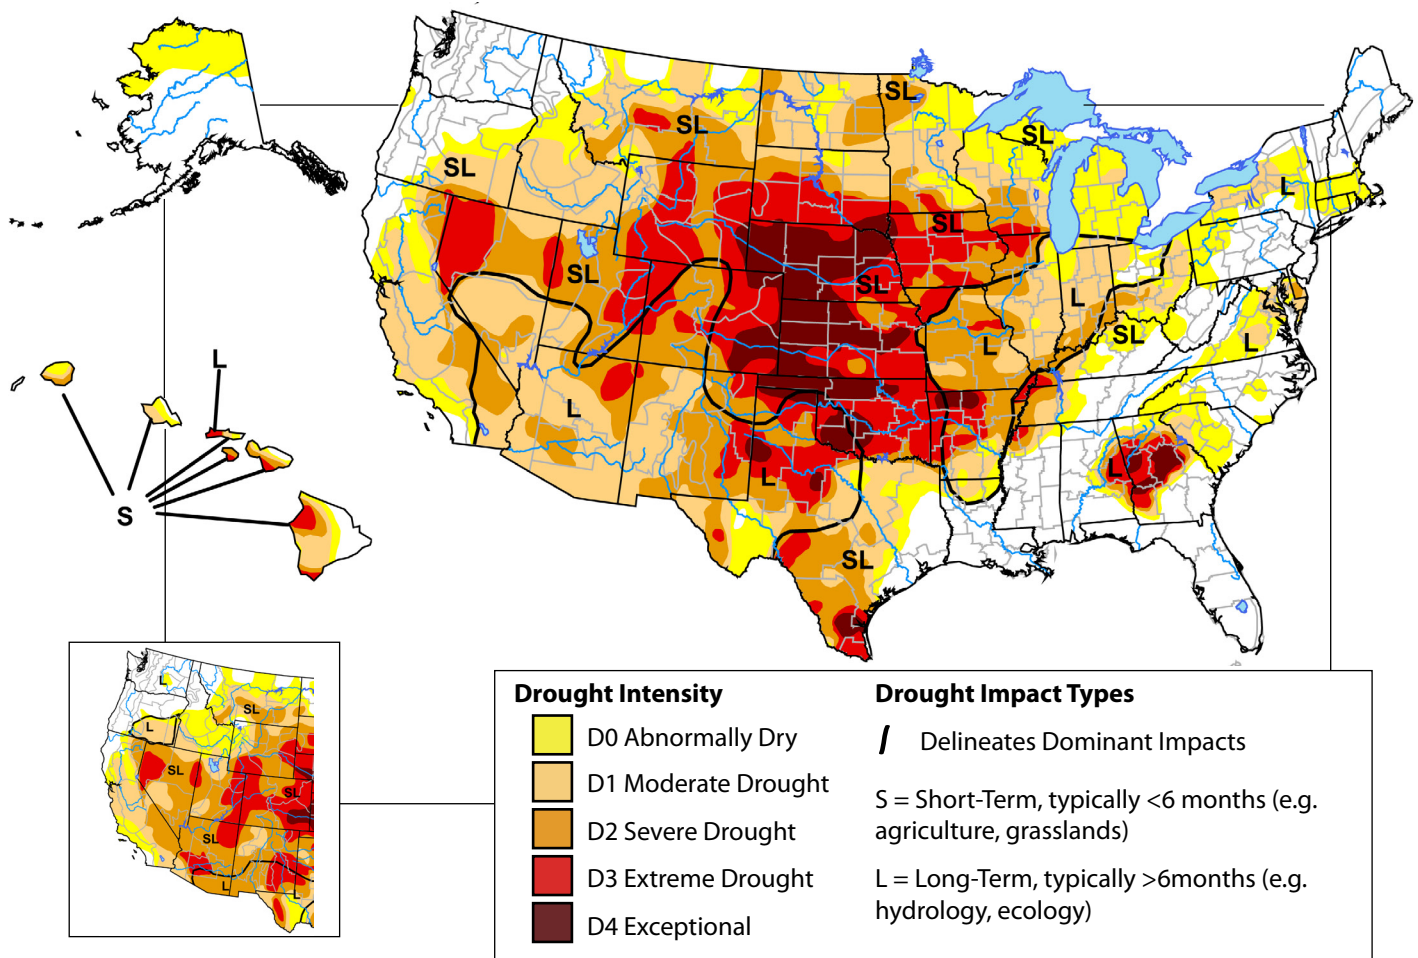 SL
SL
SL
SL
L
SL
SL
SL
SL
L
SL
L
L
L
L
L
L
SL
L
S
L
SL
L
SL
SL
SL
L
L
Drought Intensity
D0 Abnormally Dry
D1 Moderate Drought
D2 Severe Drought
D3 Extreme Drought
D4 Exceptional
Drought Impact Types
Delineates Dominant Impacts
S = Short-Term, typically <6 months (e.g.
agriculture, grasslands)
L = Long-Term, typically >6months (e.g.
hydrology, ecology)